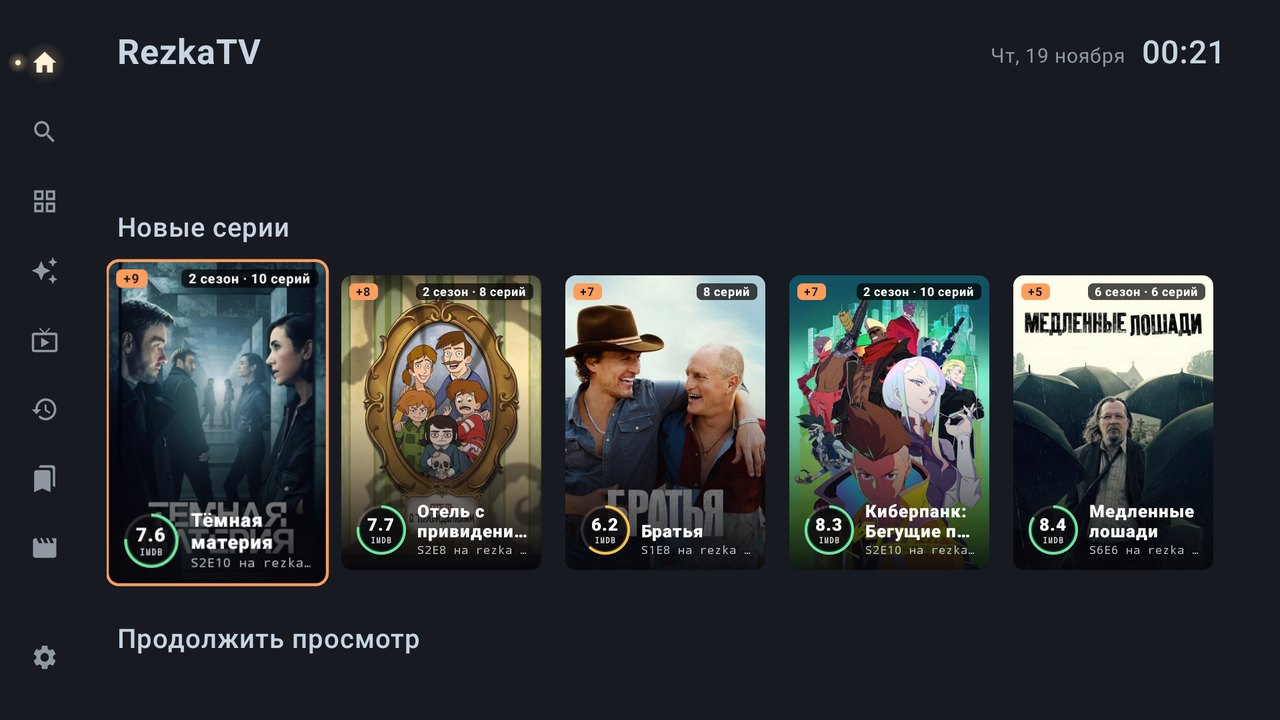 RezkaTV
Чт, 19 ноября 00:21
Новые серии
+9
2 сезон · 10 серий
ТЁМНАЯ
МАТЕРИЯ
7.6
IMDB
Тёмная
материя
S2E10 на rezka…
+8
2 сезон · 8 серий
7.7
IMDB
Отель с
привидени…
S2E8 на rezka …
+7
8 серий
БРАТЬЯ
6.2
IMDB
Братья
S1E8 на rezka …
+7
2 сезон · 10 серий
8.3
IMDB
Киберпанк:
Бегущие п…
S2E10 на rezka…
+5
6 сезон · 6 серий
МЕДЛЕННЫЕ ЛОШАДИ
8.4
IMDB
Медленные
лошади
S6E6 на rezka …
Продолжить просмотр